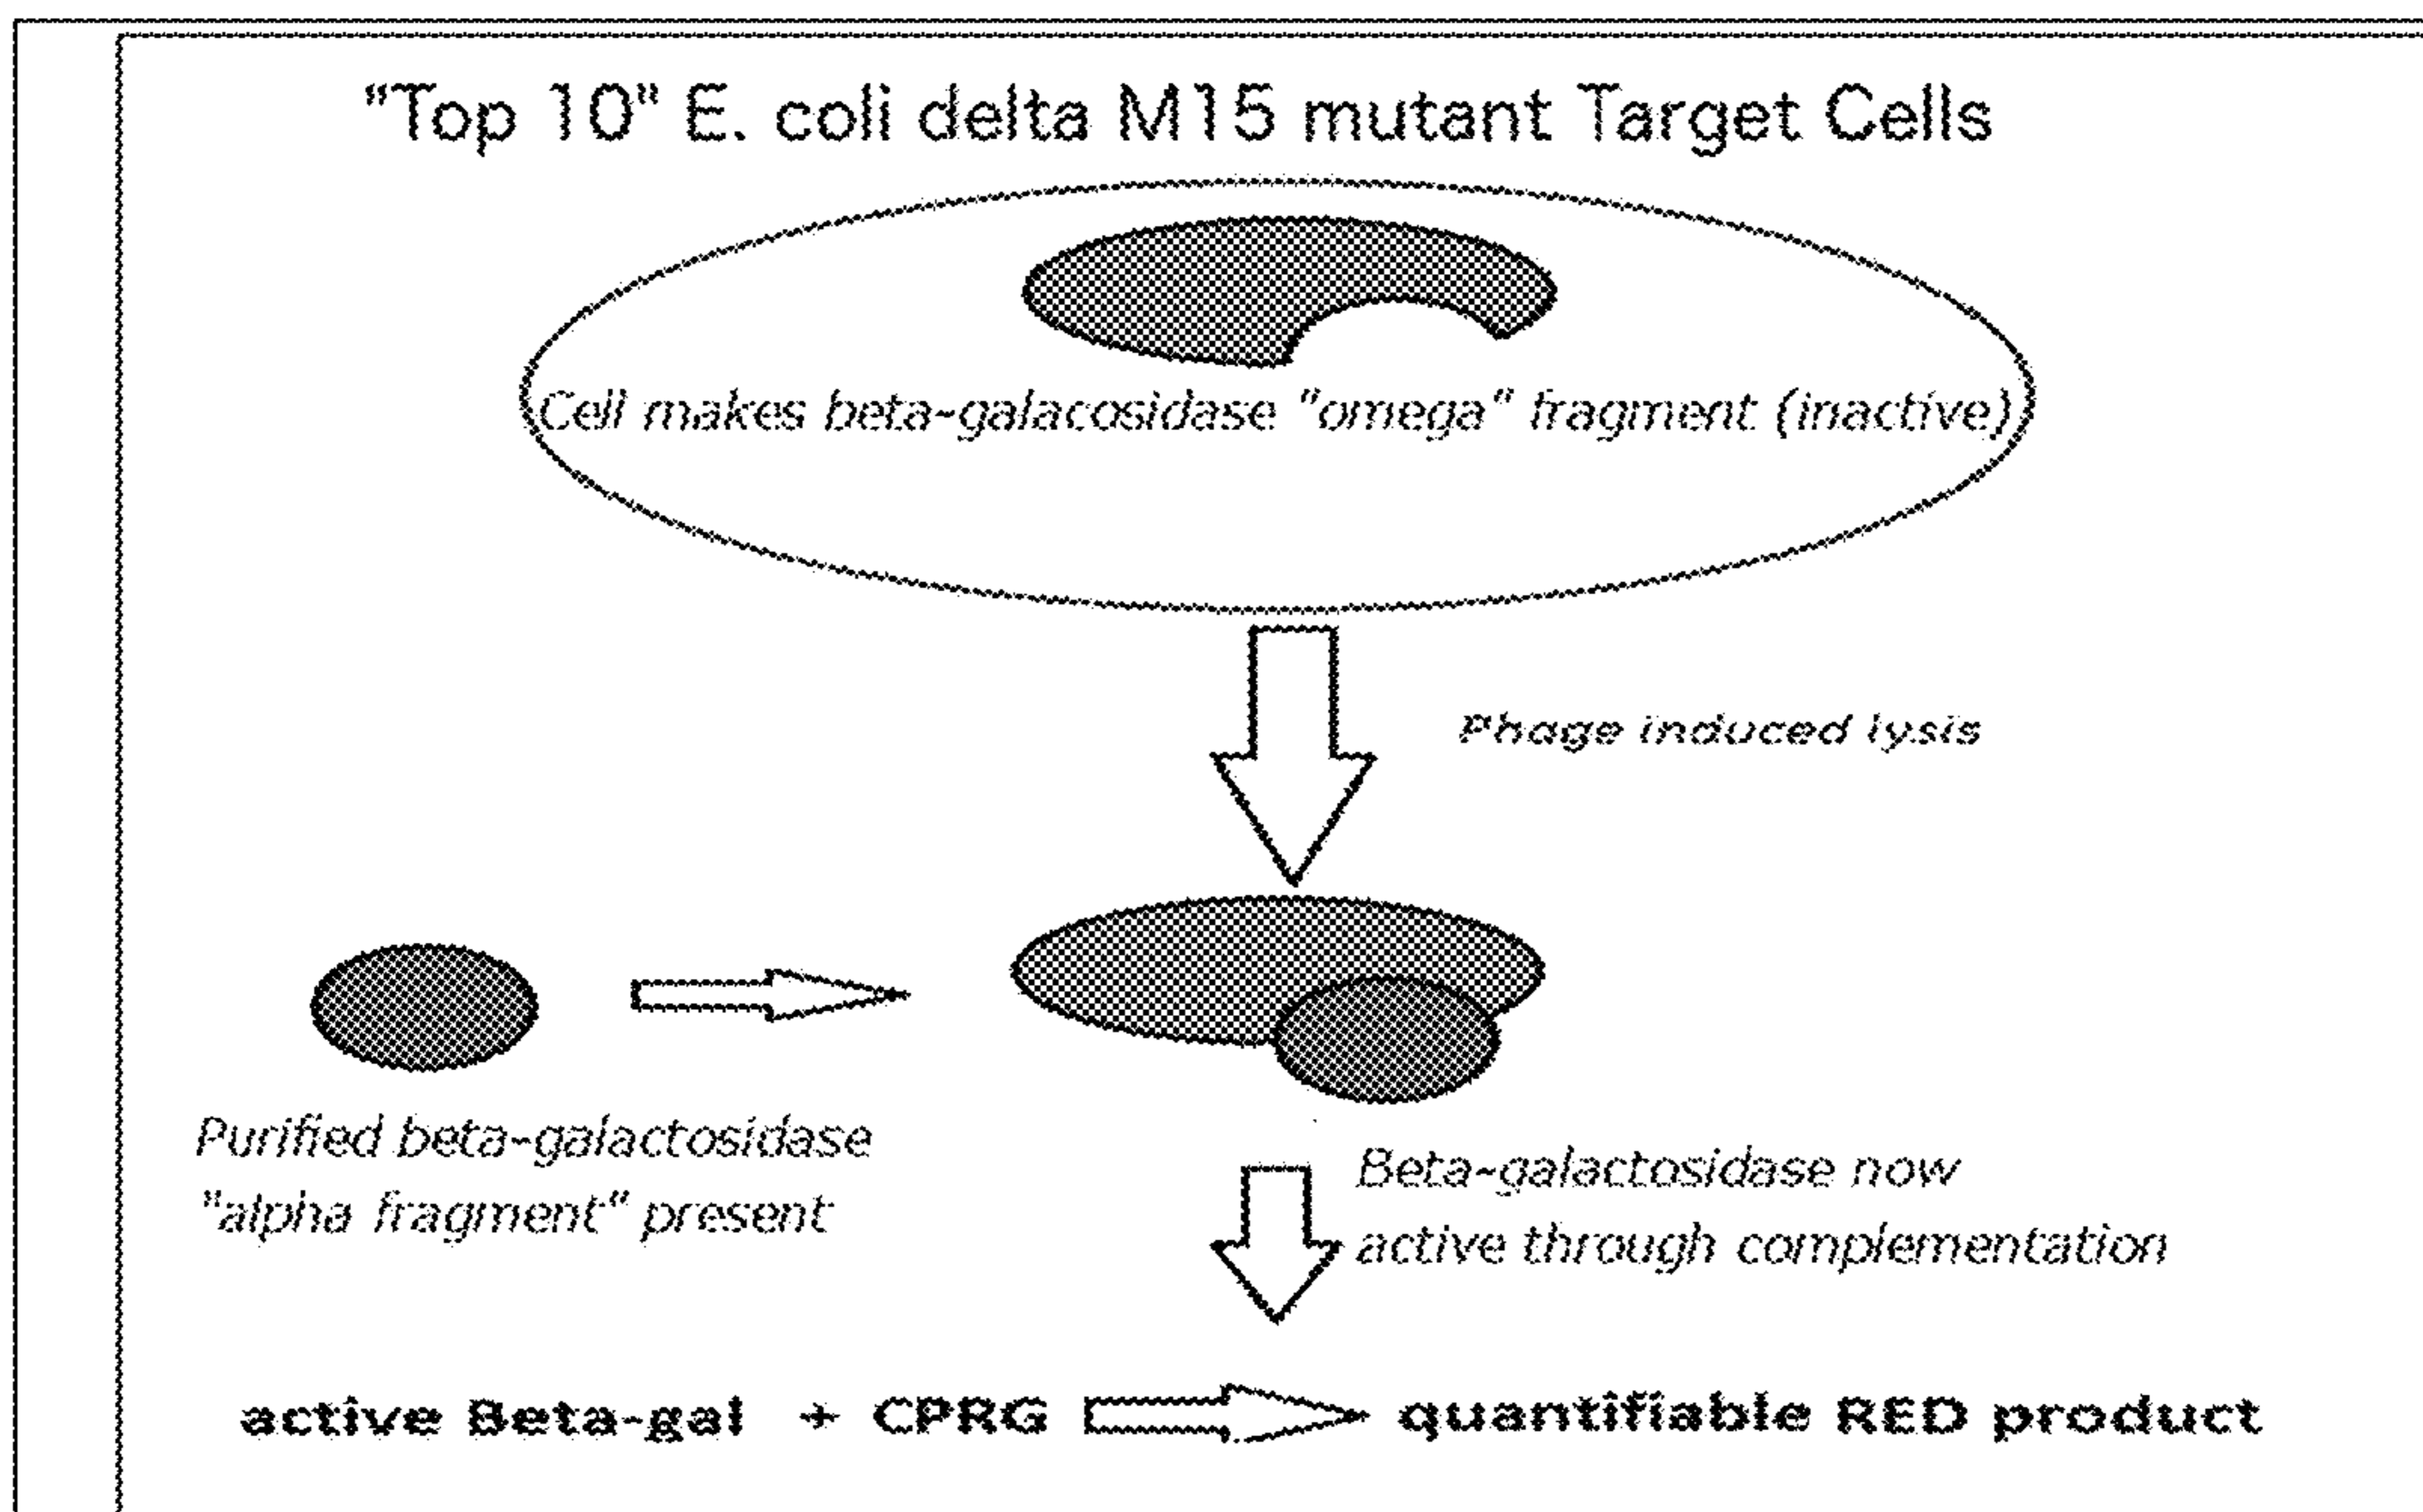 "Top 10" E. coli delta M15 mutant Target Cells
Cell makes beta-galacosidase "omega" fragment (inactive)
Phage induced lysis
Purified beta-galactosidase
"alpha fragment" present
Beta-galactosidase now
active through complementation
active Beta-gal + CPRG quantifiable RED product